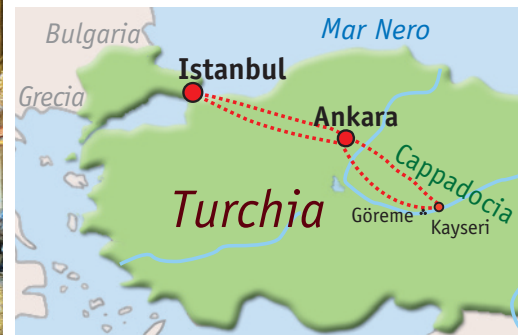 Bulgaria
Mar Nero
Istanbul
Grecia
Ankara
Cappadocia
Turchia
Göreme
Kayseri